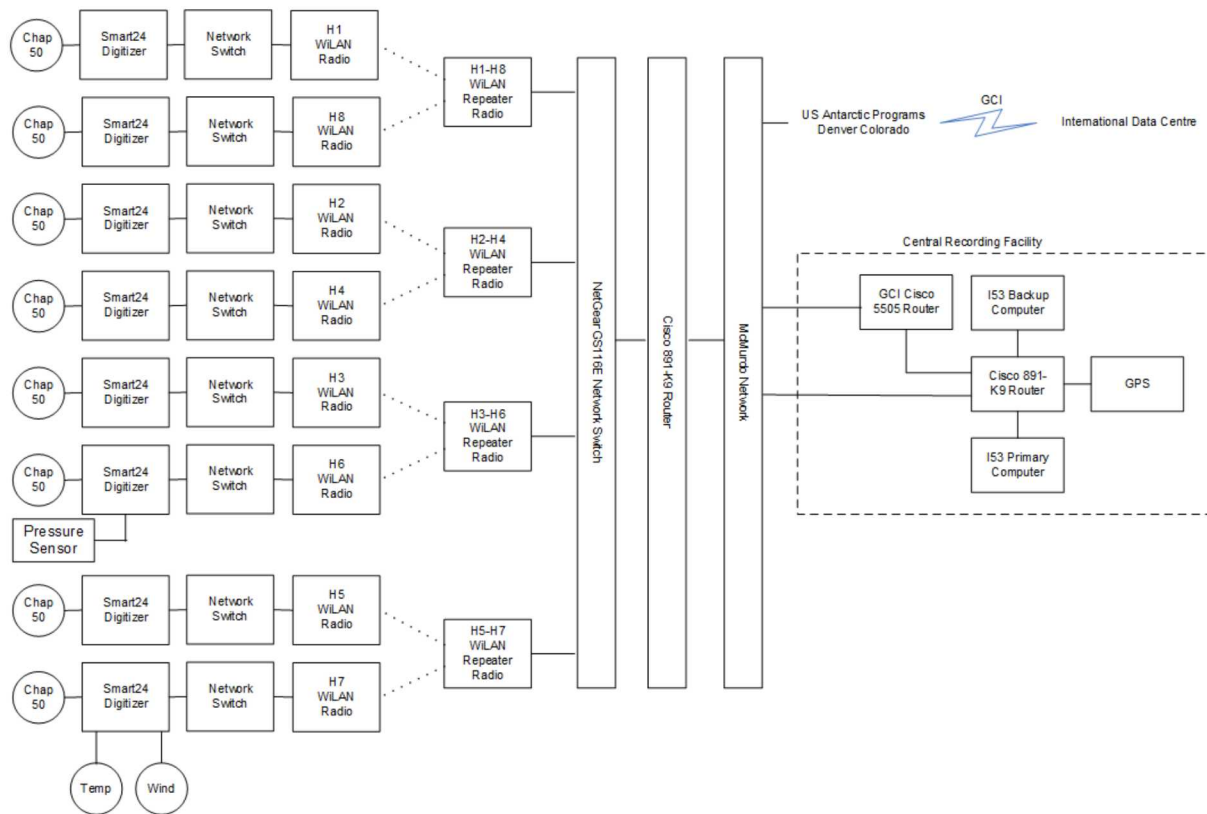 Chap
50
Smart24
Digitizer
Network
Switch
H1
WiLAN
Radio
Chap
50
Smart24
Digitizer
Network
Switch
H8
WiLAN
Radio
H1-H8
WiLAN
Repeater
Radio
Chap
50
Smart24
Digitizer
Network
Switch
H2
WiLAN
Radio
Chap
50
Smart24
Digitizer
Network
Switch
H4
WiLAN
Radio
H2-H4
WiLAN
Repeater
Radio
Chap
50
Smart24
Digitizer
Network
Switch
H3
WiLAN
Radio
Chap
50
Smart24
Digitizer
Network
Switch
H6
WiLAN
Radio
H3-H6
WiLAN
Repeater
Radio
Pressure
Sensor
Chap
50
Smart24
Digitizer
Network
Switch
H5
WiLAN
Radio
Chap
50
Smart24
Digitizer
Network
Switch
H7
WiLAN
Radio
H5-H7
WiLAN
Repeater
Radio
Temp
Wind
NetGear GS116E Network Switch
Cisco 891-K9 Router
McMurdo Network
US Antarctic Programs
Denver Colorado
GCI
International Data Centre
Central Recording Facility
GCI Cisco
5505 Router
I53 Backup
Computer
Cisco 891-
K9 Router
GPS
I53 Primary
Computer